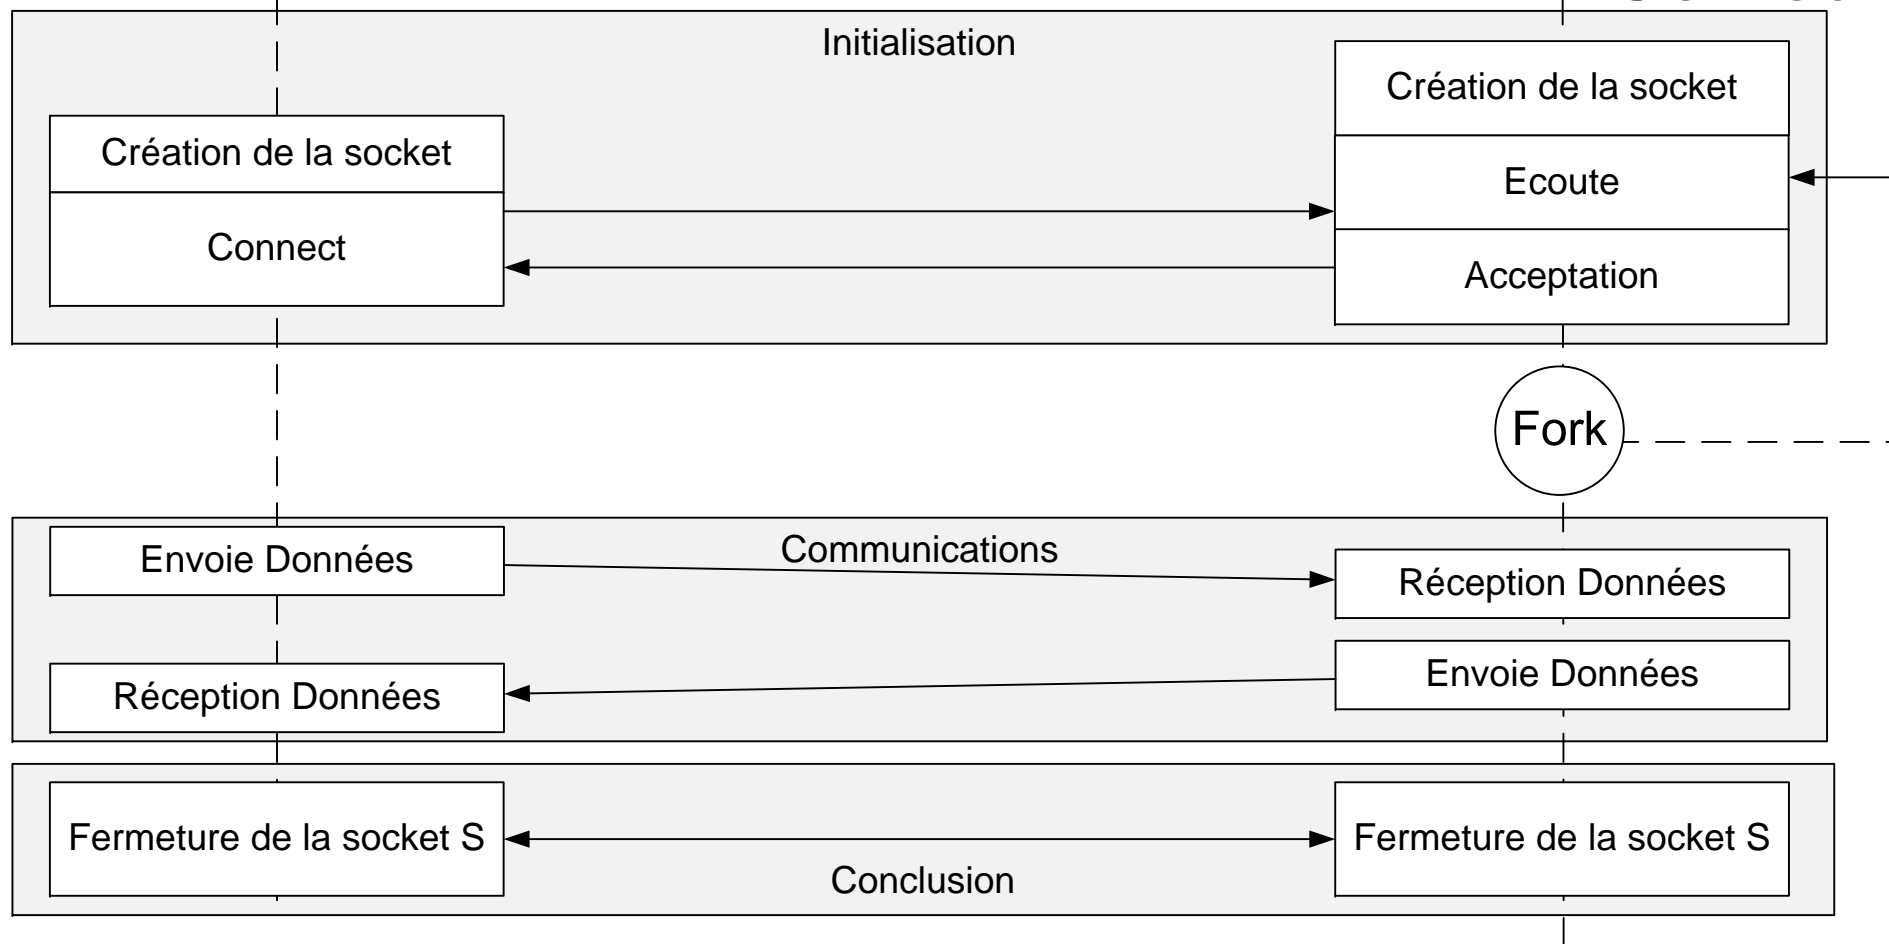 Initialisation
Création de la socket
Création de la socket
Ecoute
Connect
Acceptation
Fork
Communications
Envoie Données
Réception Données
Envoie Données
Réception Données
Fermeture de la socket S
Fermeture de la socket S
Conclusion